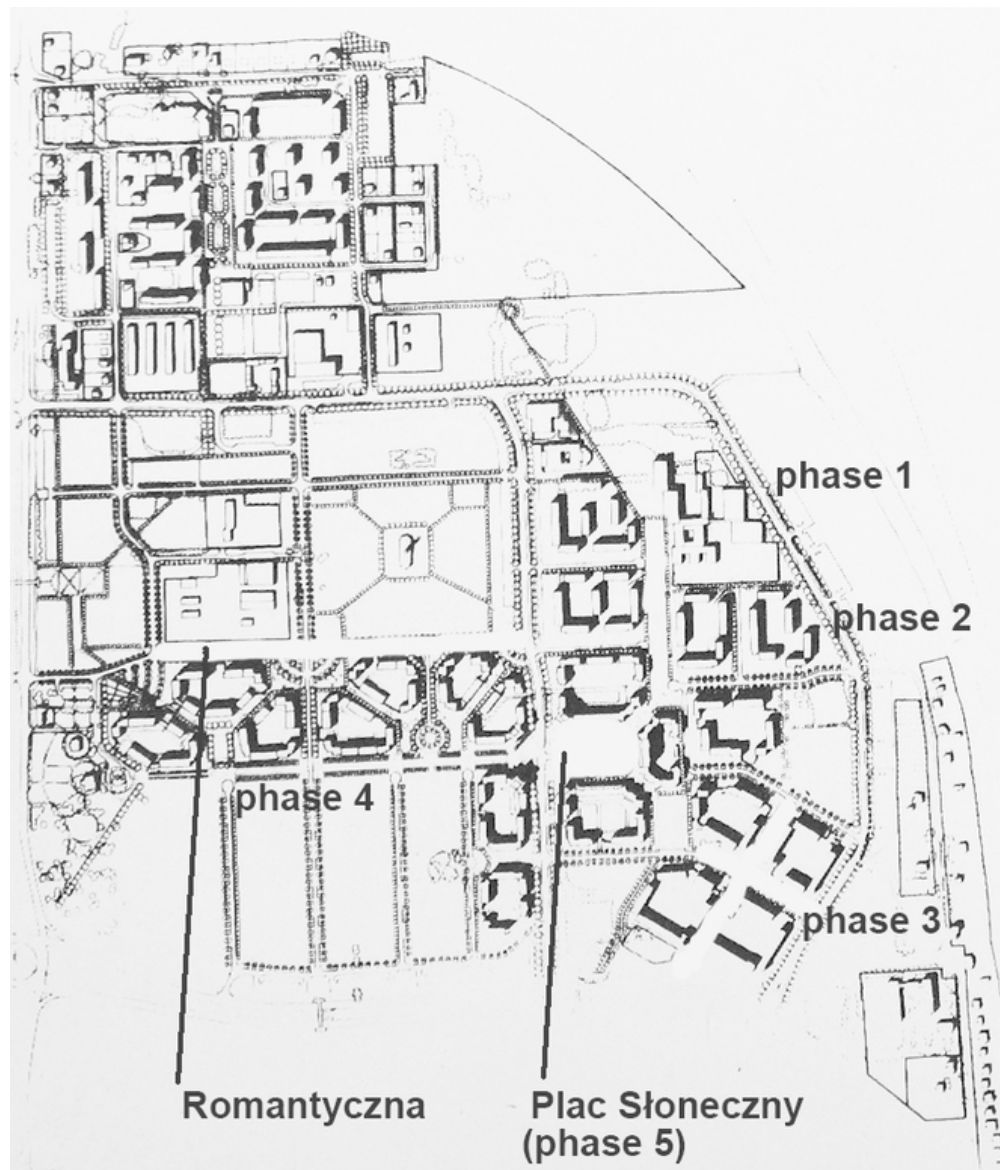 phase 1
phase 2
phase 4
phase 3
Romantyczna
Plac Słoneczny
(phase 5)